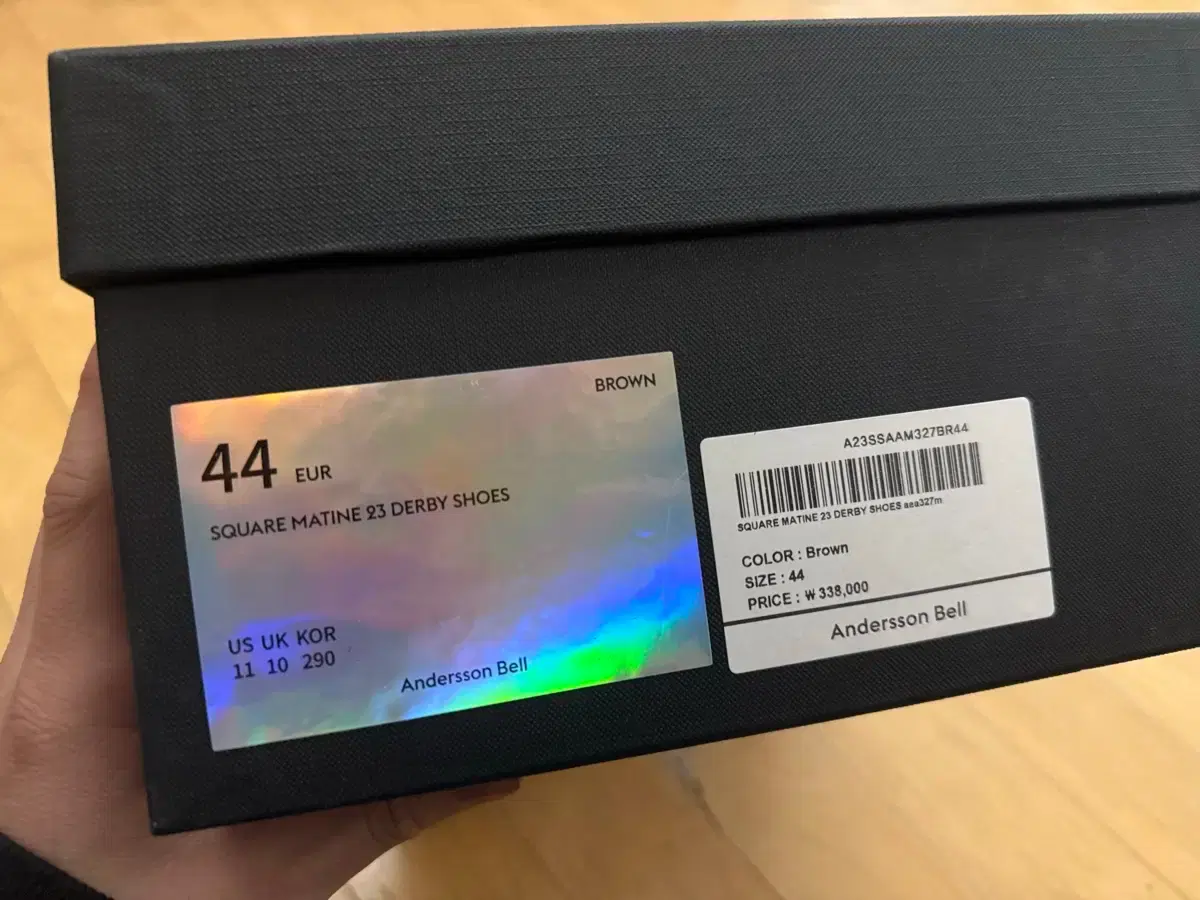 BROWN
44 EUR
SQUARE MATINE 23 DERBY SHOES
US UK KOR
11 10 290
Andersson Bell
A23SSAAM327BR44
SQUARE MATINE 23 DERBY SHOES aaa327m
COLOR : Brown
SIZE : 44
PRICE : ₩ 338,000
Andersson Bell